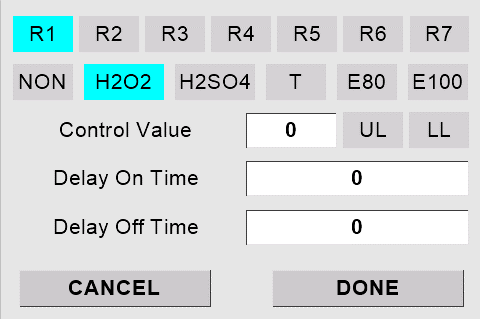 R1 R2 R3 R4 R5 R6 R7
NON H2O2 H2SO4 T E80 E100
Control Value 0 UL LL
Delay On Time 0
Delay Off Time 0
CANCEL DONE